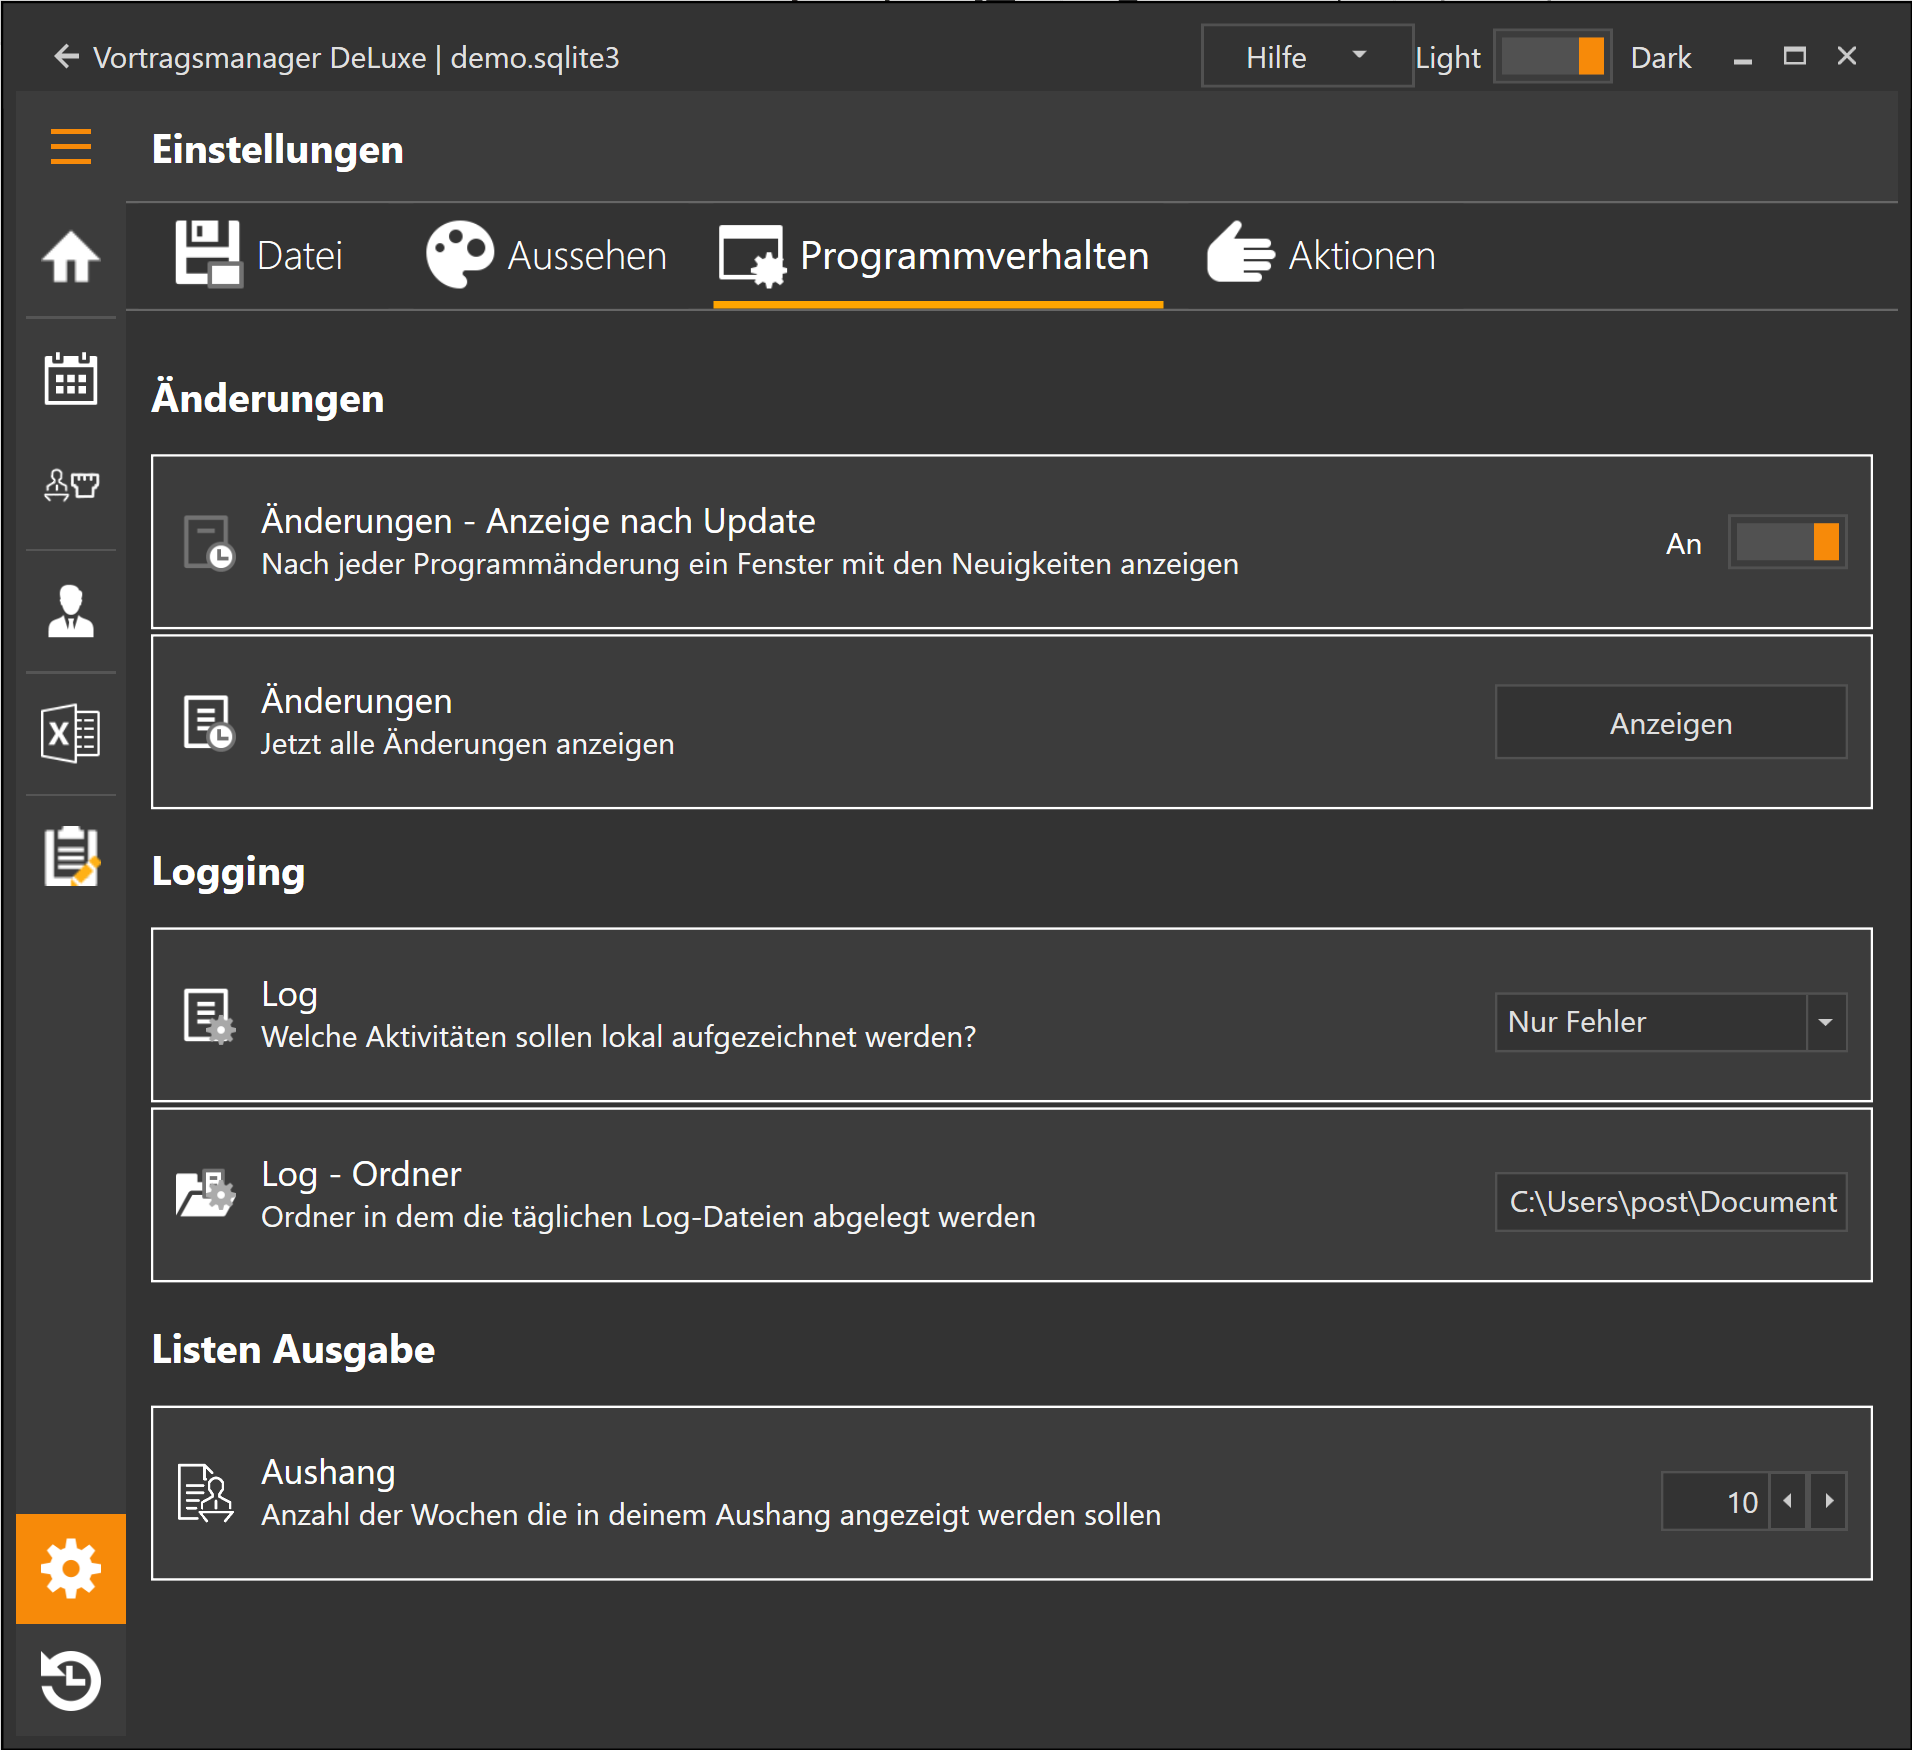 Vortragsmanager DeLuxe | demo.sqlite3
Hilfe
Light
Dark
Einstellungen
Datei
Aussehen
Programmverhalten
Aktionen
Änderungen
Änderungen - Anzeige nach Update
Nach jeder Programmänderung ein Fenster mit den Neuigkeiten anzeigen
An
Änderungen
Jetzt alle Änderungen anzeigen
Anzeigen
Logging
Log
Welche Aktivitäten sollen lokal aufgezeichnet werden?
Nur Fehler
Log - Ordner
Ordner in dem die täglichen Log-Dateien abgelegt werden
C:\Users\post\Document
Listen Ausgabe
Aushang
Anzahl der Wochen die in deinem Aushang angezeigt werden sollen
10